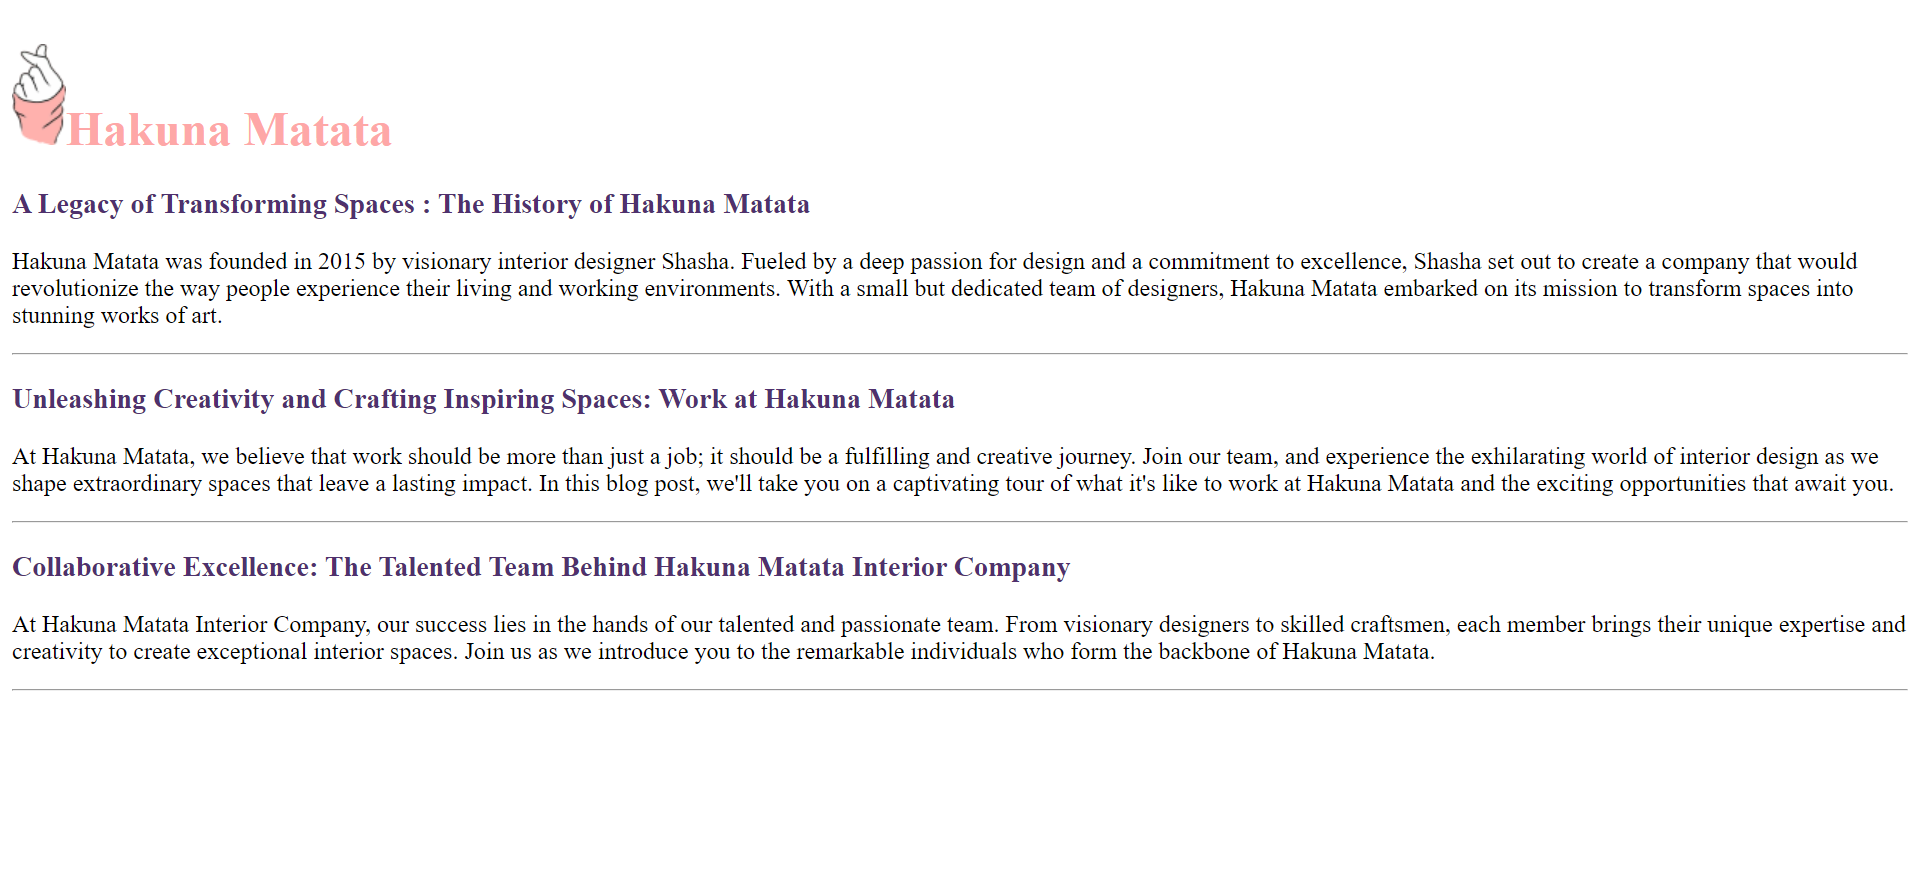 Hakuna Matata
A Legacy of Transforming Spaces : The History of Hakuna Matata
Hakuna Matata was founded in 2015 by visionary interior designer Shasha. Fueled by a deep passion for design and a commitment to excellence, Shasha set out to create a company that would
revolutionize the way people experience their living and working environments. With a small but dedicated team of designers, Hakuna Matata embarked on its mission to transform spaces into
stunning works of art.
Unleashing Creativity and Crafting Inspiring Spaces: Work at Hakuna Matata
At Hakuna Matata, we believe that work should be more than just a job; it should be a fulfilling and creative journey. Join our team, and experience the exhilarating world of interior design as we
shape extraordinary spaces that leave a lasting impact. In this blog post, we'll take you on a captivating tour of what it's like to work at Hakuna Matata and the exciting opportunities that await you.
Collaborative Excellence: The Talented Team Behind Hakuna Matata Interior Company
At Hakuna Matata Interior Company, our success lies in the hands of our talented and passionate team. From visionary designers to skilled craftsmen, each member brings their unique expertise and
creativity to create exceptional interior spaces. Join us as we introduce you to the remarkable individuals who form the backbone of Hakuna Matata.